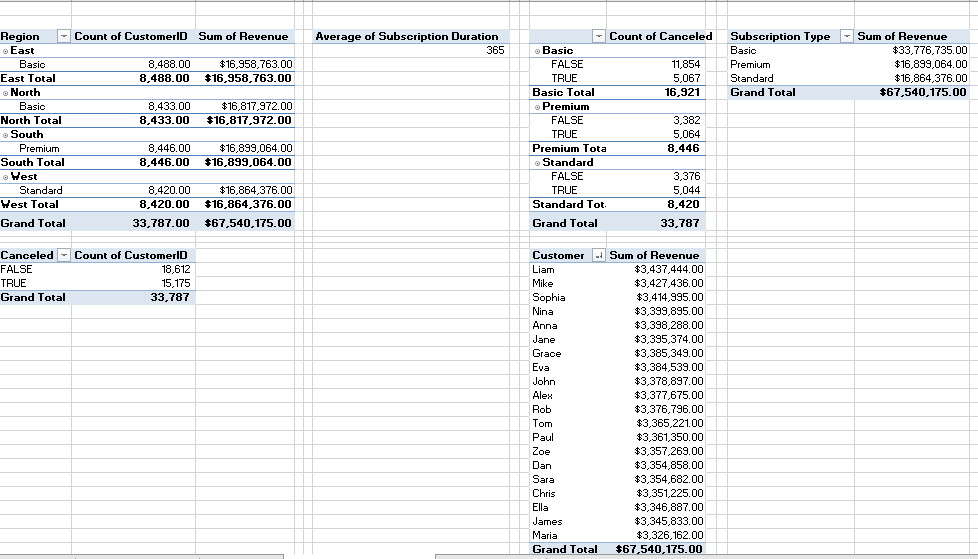 Region Count of CustomerID Sum of Revenue
East
Basic 8,488.00 $16,958,763.00
East Total 8,488.00 $16,958,763.00
North
Basic 8,433.00 $16,817,972.00
North Total 8,433.00 $16,817,972.00
South
Premium 8,446.00 $16,899,064.00
South Total 8,446.00 $16,899,064.00
West
Standard 8,420.00 $16,864,376.00
West Total 8,420.00 $16,864,376.00
Grand Total 33,787.00 $67,540,175.00
Average of Subscription Duration
365
Count of Canceled
Basic
FALSE 11,854
TRUE 5,067
Basic Total 16,921
Premium
FALSE 3,382
TRUE 5,064
Premium Tota 8,446
Standard
FALSE 3,376
TRUE 5,044
Standard Tot 8,420
Grand Total 33,787
Subscription Type Sum of Revenue
Basic $33,776,735.00
Premium $16,899,064.00
Standard $16,864,376.00
Grand Total $67,540,175.00
Canceled Count of CustomerID
FALSE 18,612
TRUE 15,175
Grand Total 33,787
Customer Sum of Revenue
Liam $3,437,444.00
Mike $3,427,436.00
Sophia $3,414,995.00
Nina $3,399,895.00
Anna $3,398,288.00
Jane $3,395,374.00
Grace $3,385,349.00
Eva $3,384,539.00
John $3,378,897.00
Alex $3,377,675.00
Rob $3,376,796.00
Tom $3,365,221.00
Paul $3,361,350.00
Zoe $3,357,269.00
Dan $3,354,858.00
Sara $3,354,682.00
Chris $3,351,225.00
Ella $3,346,887.00
James $3,345,833.00
Maria $3,326,162.00
Grand Total $67,540,175.00